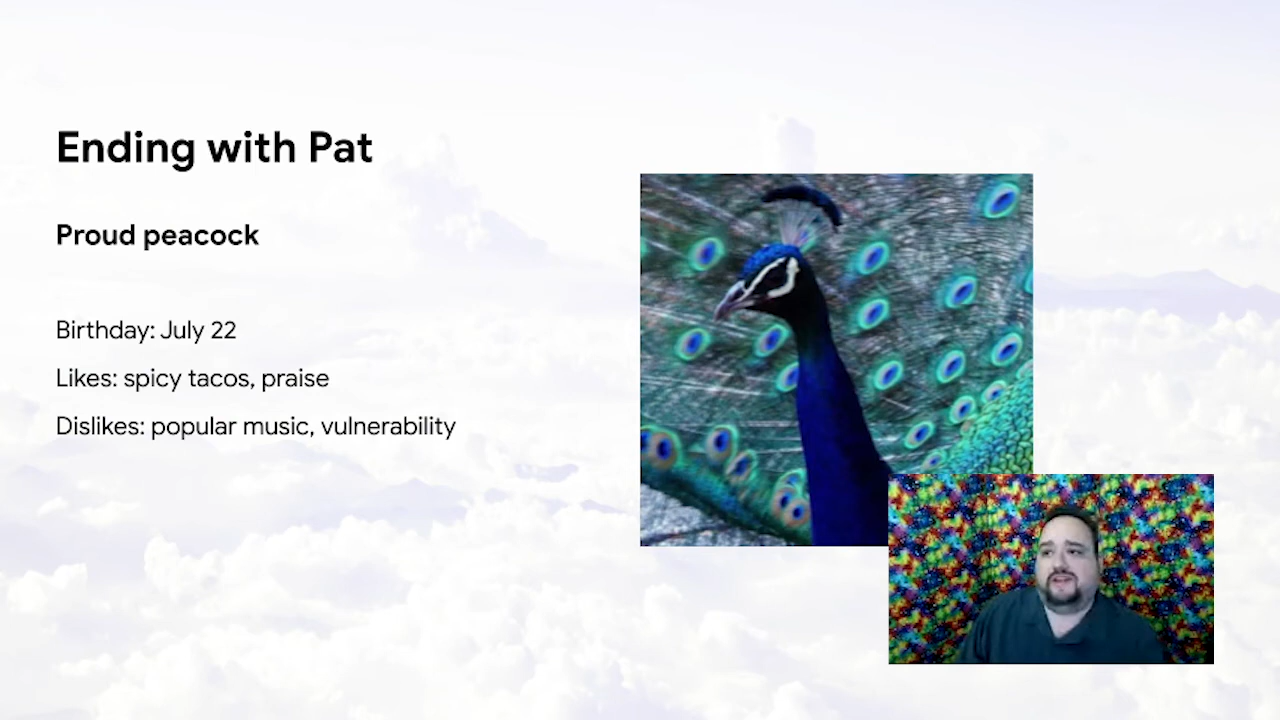 Ending with Pat
Proud peacock
Birthday: July 22
Likes: spicy tacos, praise
Dislikes: popular music, vulnerability